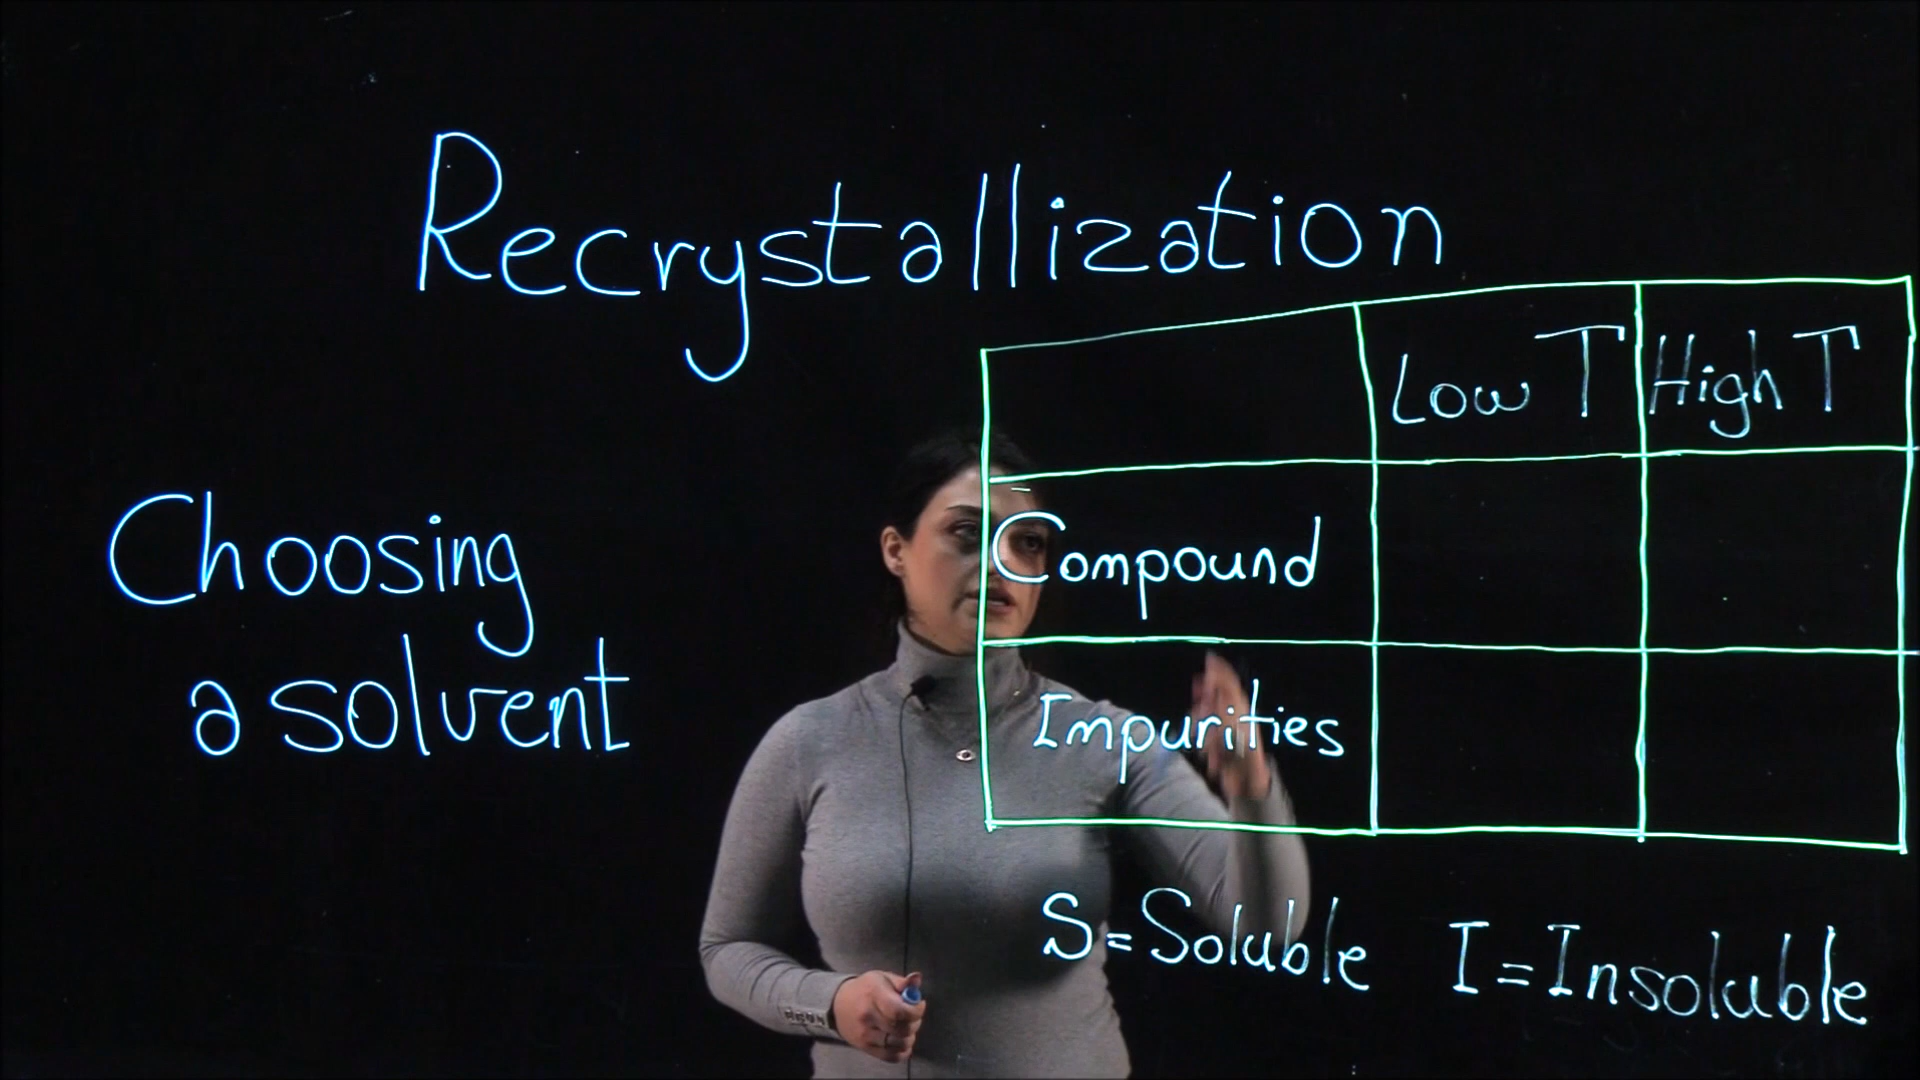 Recrystallization
Choosing
a solvent
Low T High T
Compound
Impurities
S=Soluble I=Insoluble